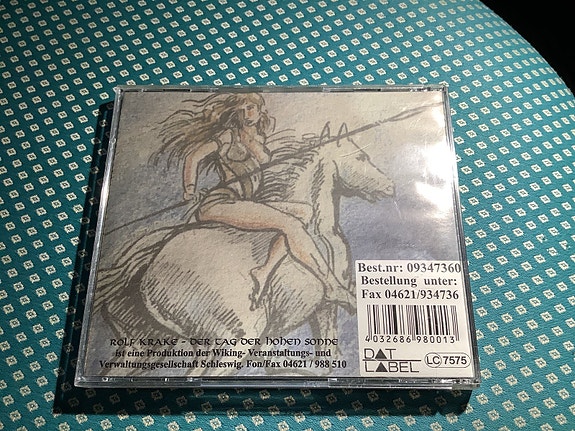 Best.nr: 09347360
Bestellung unter:
Fax 04621/934736
4 032686 980013
DAT
LABEL
LC 7575
ROLF KRAKE - DER TAG DER HOHEN SONNE
ist eine Produktion der Wiking- Veranstaltungs- und
Verwaltungsgesellschaft Schleswig. Fon/Fax 04621 / 988 510